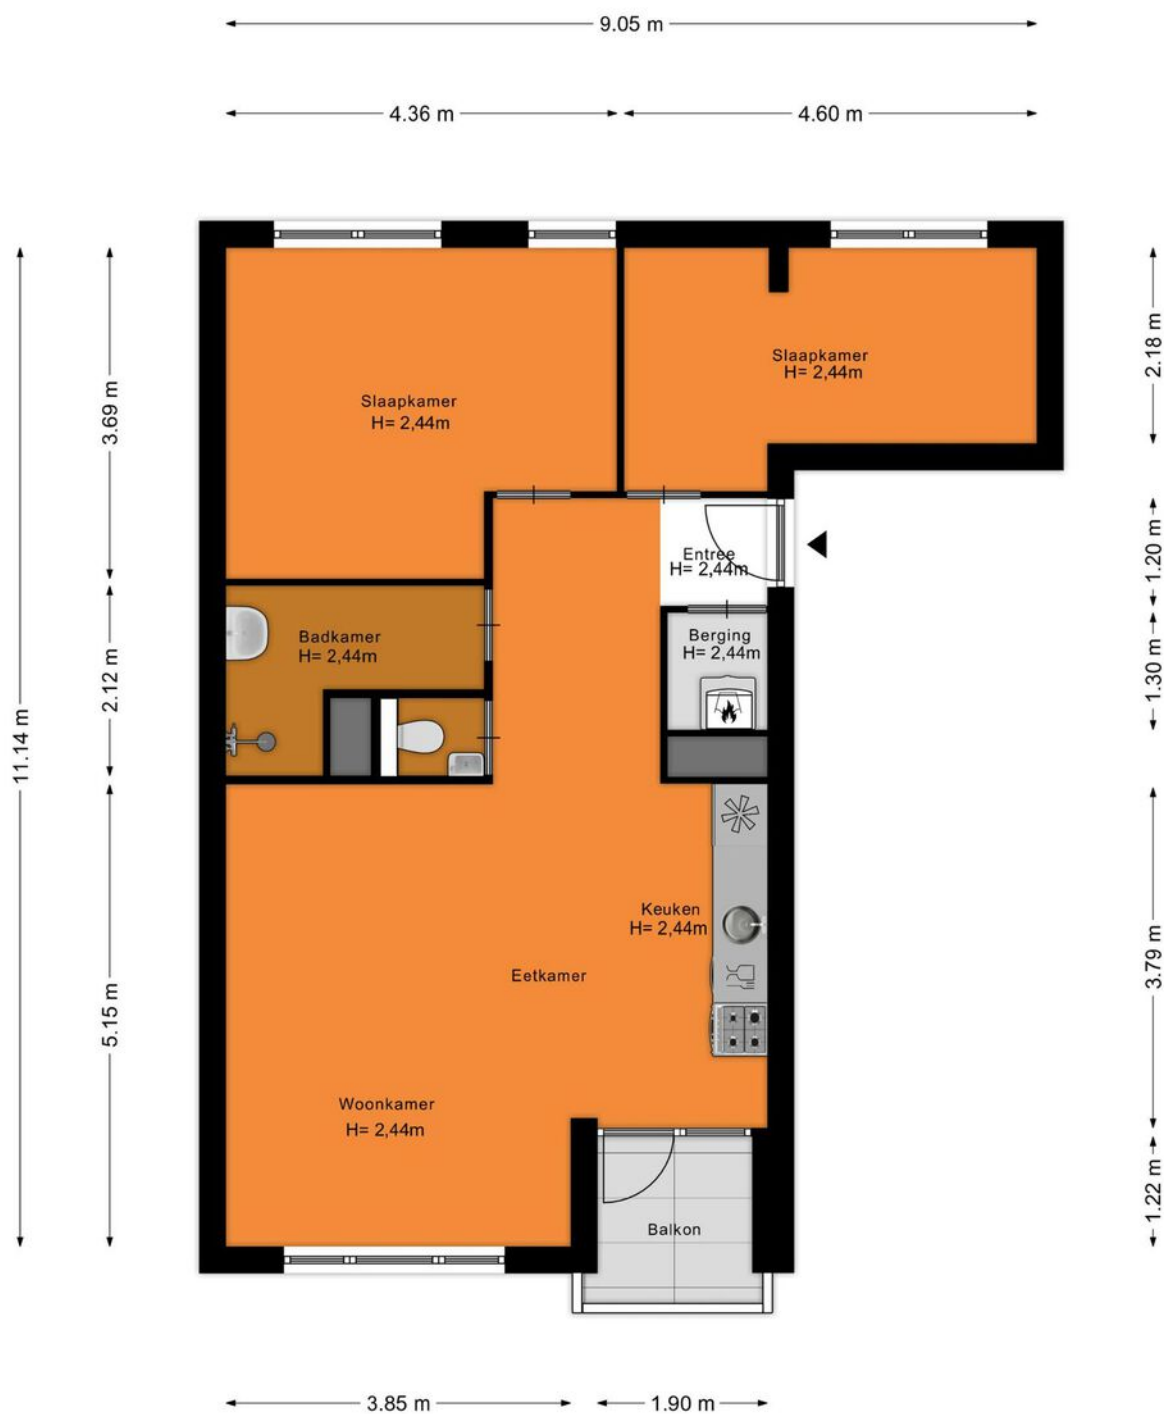 9.05 m
4.36 m
4.60 m
Slaapkamer
H= 2,44m
Slaapkamer
H= 2,44m
2.18 m
3.69 m
Entree
H= 2,44m
1.20 m
Badkamer
H= 2,44m
Berging
H= 2,44m
1.30 m
2.12 m
11.14 m
Keuken
H= 2,44m
3.79 m
Eetkamer
5.15 m
Woonkamer
H= 2,44m
Balkon
1.22 m
3.85 m
1.90 m